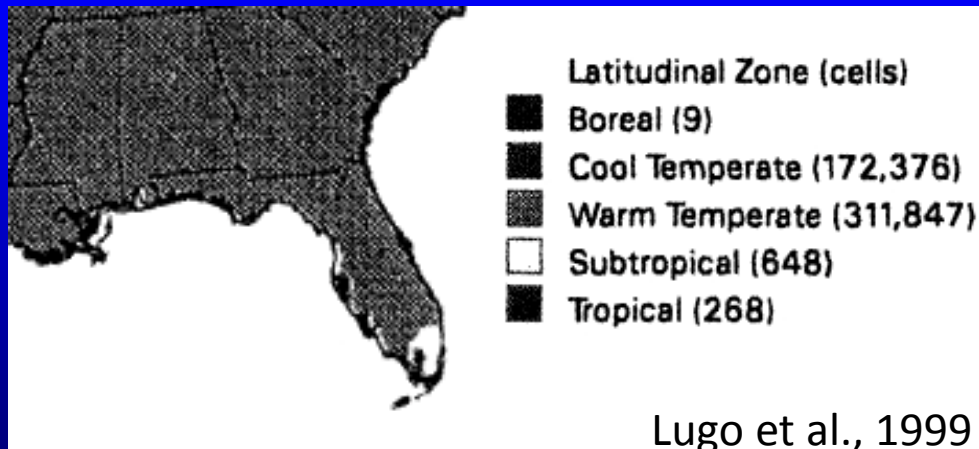 Latitudinal Zone (cells)
Boreal (9)
Cool Temperate (172,376)
Warm Temperate (311,847)
Subtropical (648)
Tropical (268)
Lugo et al., 1999